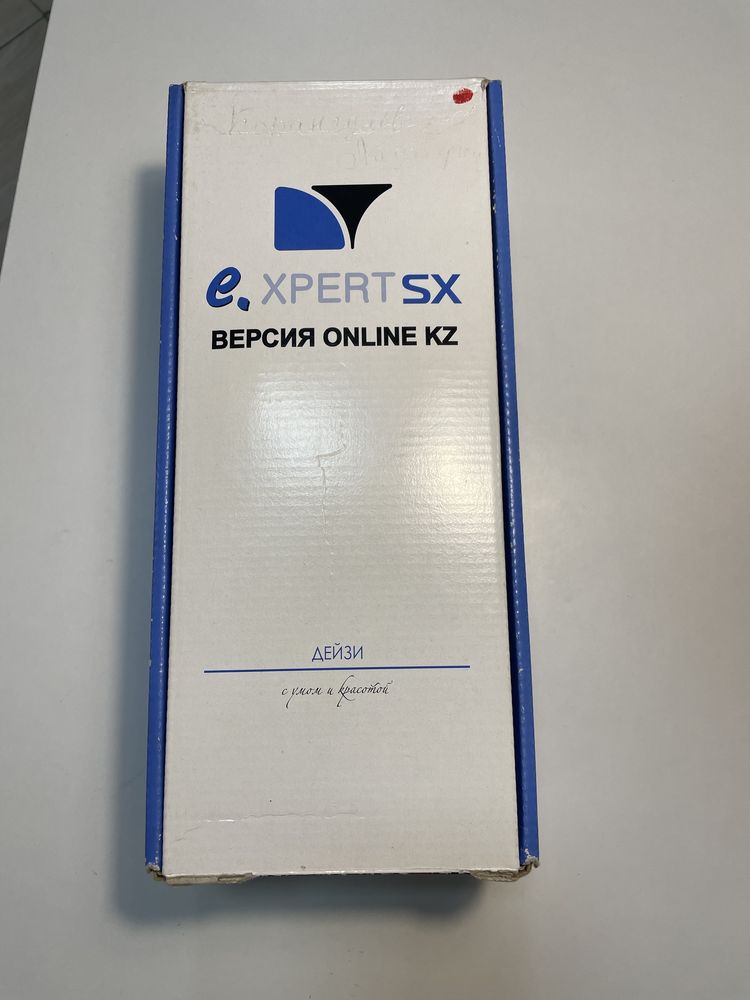 e. XPERT SX
ВЕРСИЯ ONLINE KZ
ДЕЙЗИ
с умом и красотой